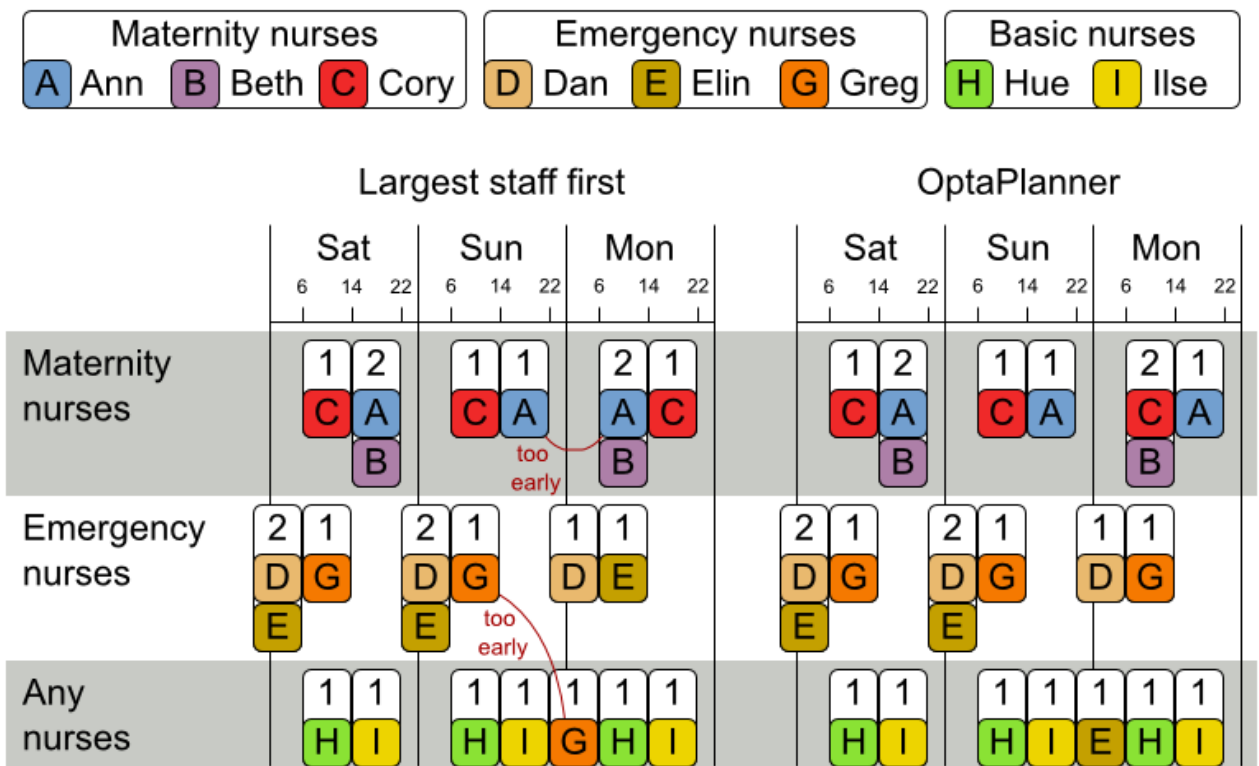 Maternity nurses Emergency nurses Basic nurses
A Ann B Beth C Cory D Dan E Elin G Greg H Hue I Ilse
Largest staff first OptaPlanner
Sat Sun Mon Sat Sun Mon
6 14 22 6 14 22 6 14 22 6 14 22 6 14 22 6 14 22
Maternity 1 2 1 1 2 1 1 2 1 1 2 1
nurses C A C A A C C A C A C A
too
B B B B
early
Emergency 2 1 2 1 1 1 2 1 2 1 1 1
nurses D G D G D E D G D G D G
too
E E E E
early
Any 1 1 1 1 1 1 1 1 1 1 1 1 1 1
nurses H I H I G H I H I H I E H I